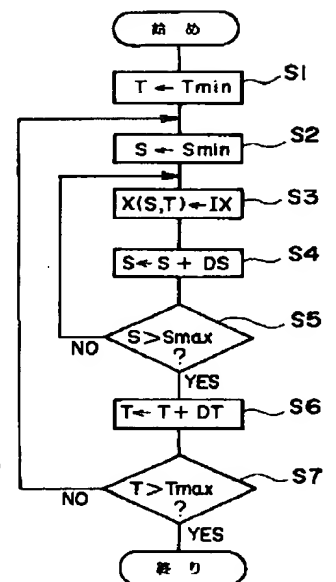 始め
T ← Tmin S1
S ← Smin S2
X(S,T) ← IX S3
S ← S + DS S4
S > Smax ? S5
NO
YES
T ← T + DT S6
T > Tmax ? S7
NO
YES
終り